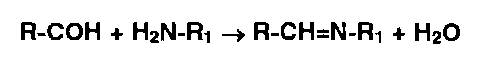 R-COH + H₂N-R₁ → R-CH=N-R₁ + H₂O